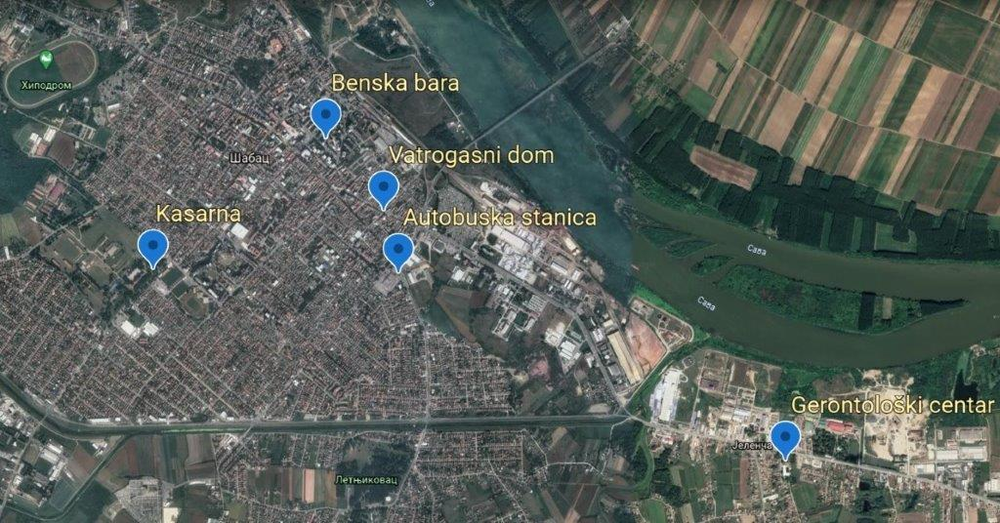 Benska bara
Хиподром
Vatrogasni dom
Шабац
Kasarna
Autobuska stanica
Сава
Сава
Gerontološki centar
Јеленча
Летњиковац